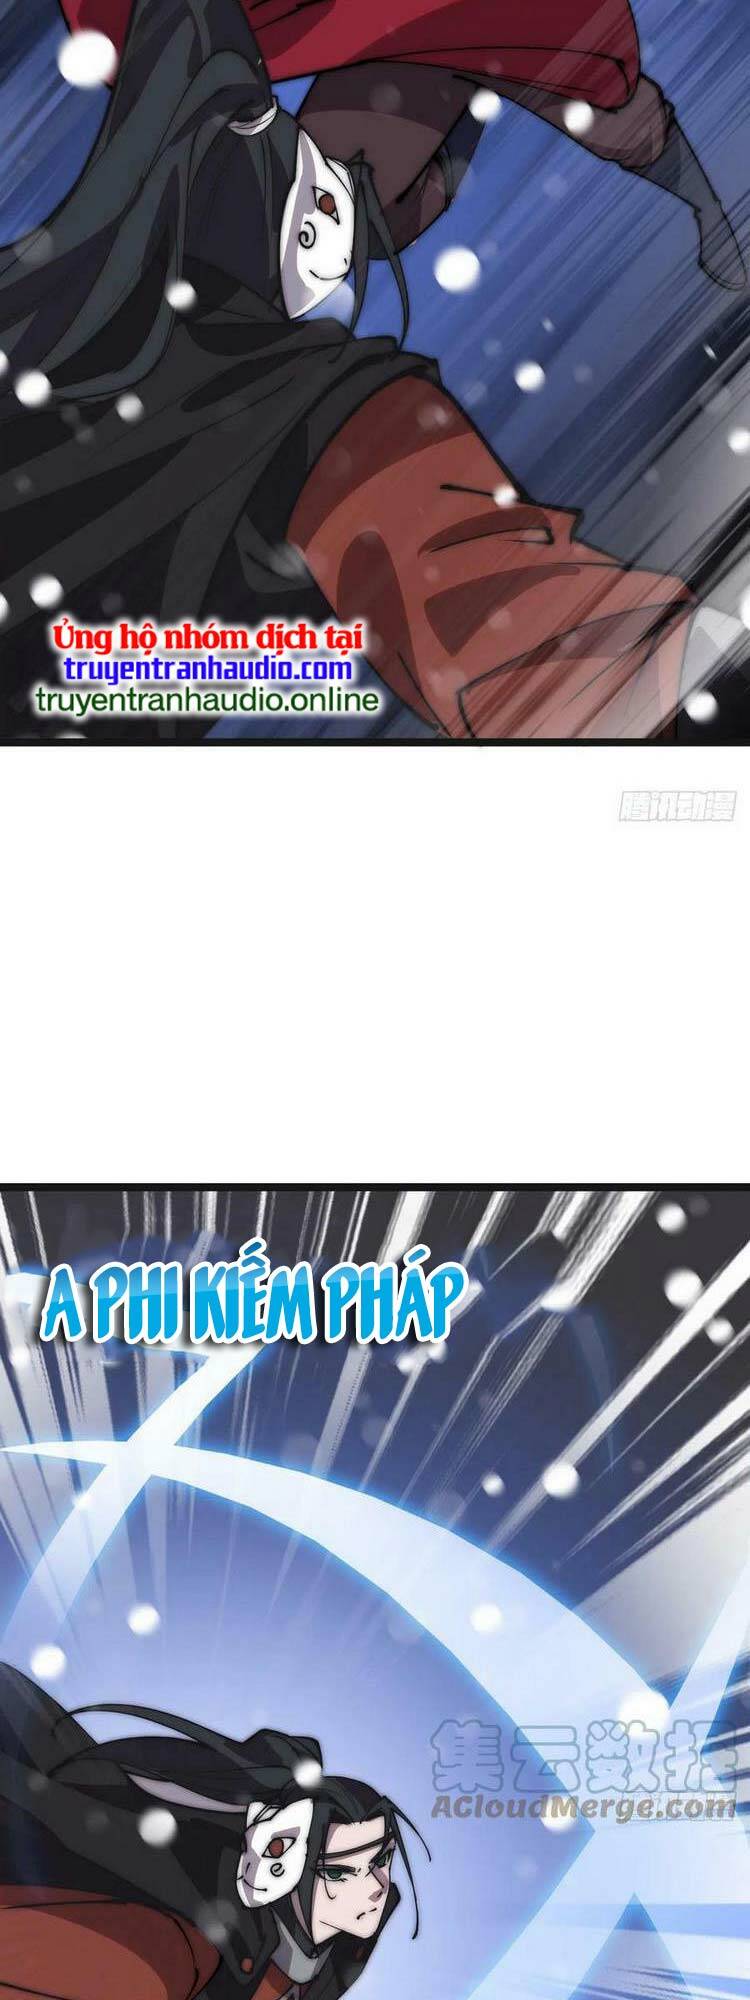 Ủng hộ nhóm dịch tại
truyentranhaudio.com
truyentranhaudio.online
腾讯动漫
A PHI KIẾM PHÁP
集云数据
ACloudMerge.com